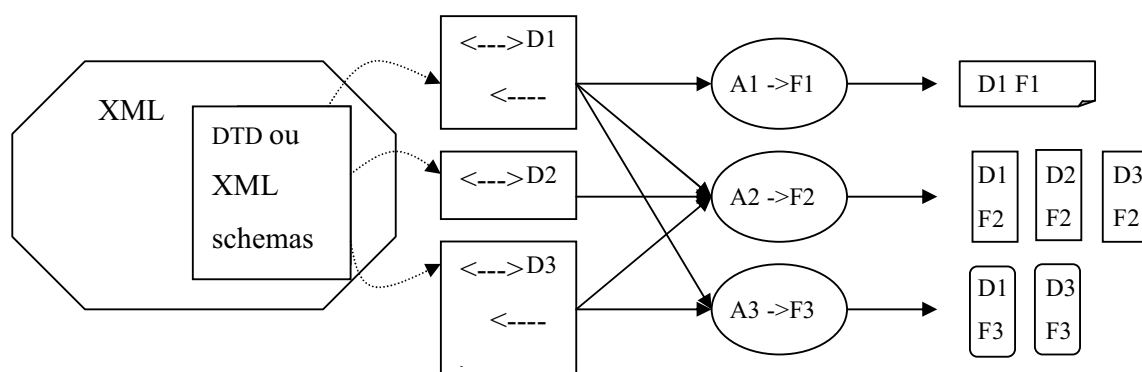 XML
DTD ou
XML
schemas
<--->D1
<----
<--->D2
<--->D3
<----
A1 ->F1
A2 ->F2
A3 ->F3
D1 F1
D1
F2
D2
F2
D3
F2
D1
F3
D3
F3